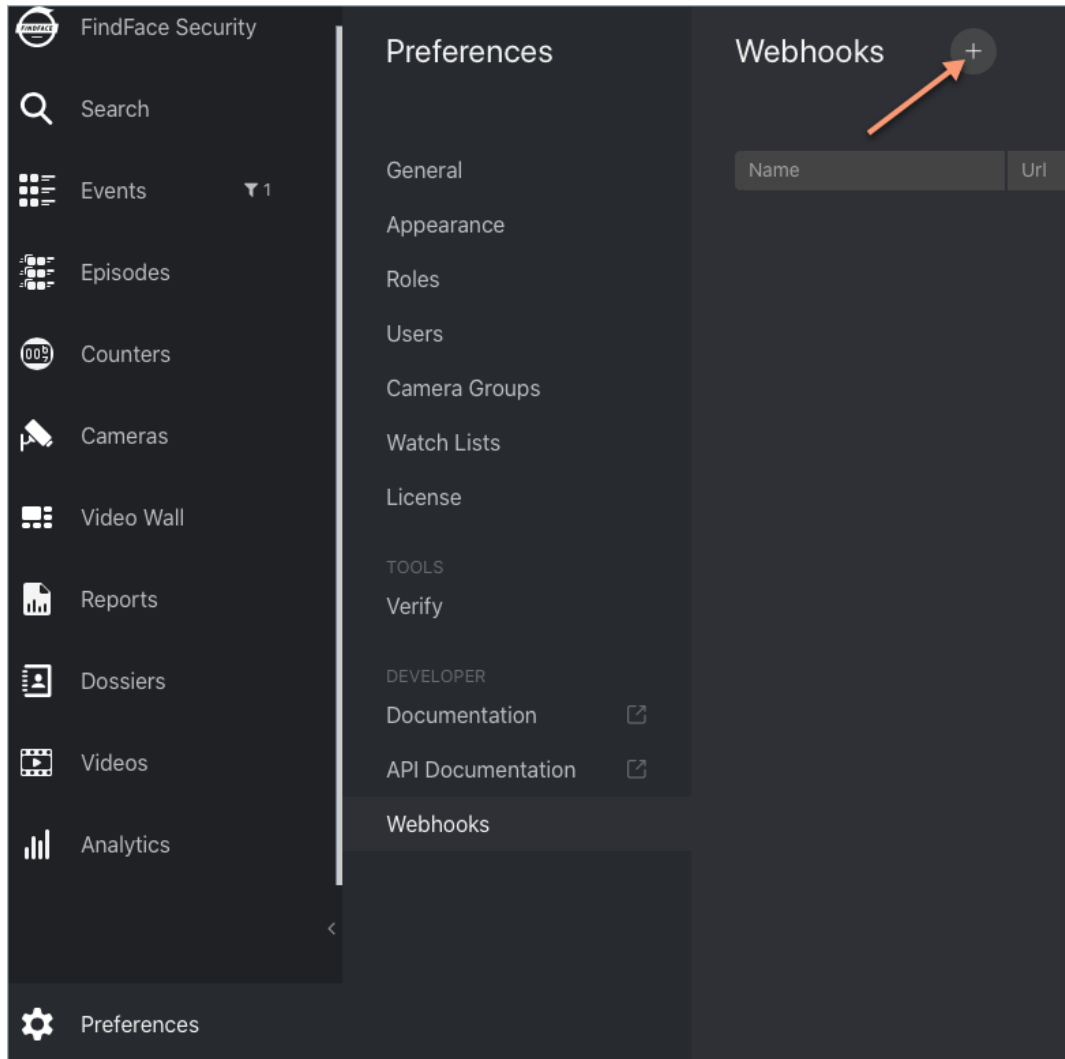 FINDFACE
FindFace Security
Search
Events 1
Episodes
Counters
Cameras
Video Wall
Reports
Dossiers
Videos
Analytics
Preferences
Preferences
General
Appearance
Roles
Users
Camera Groups
Watch Lists
License
TOOLS
Verify
DEVELOPER
Documentation
API Documentation
Webhooks
Webhooks +
Name Url